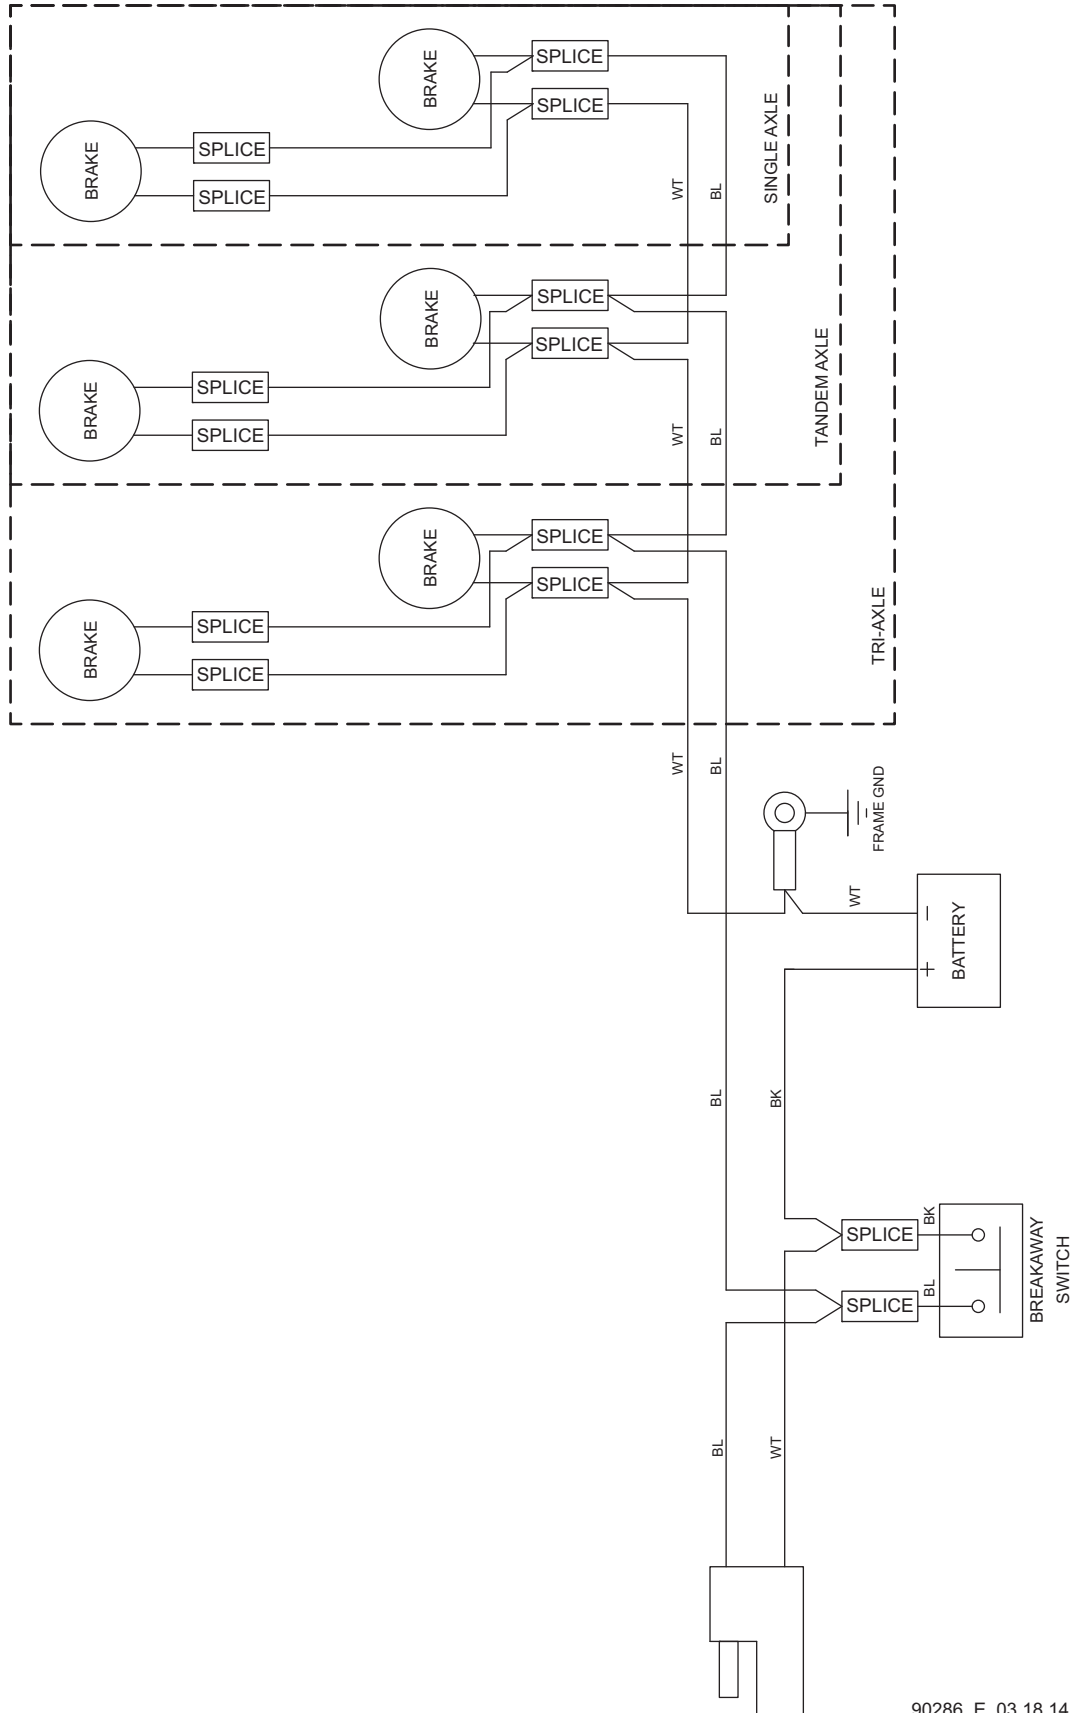 BRAKE
SPLICE
SPLICE
BRAKE
SPLICE
SPLICE
WT
BL
SINGLE AXLE
BRAKE
SPLICE
SPLICE
BRAKE
SPLICE
SPLICE
WT
BL
TANDEM AXLE
BRAKE
SPLICE
SPLICE
BRAKE
SPLICE
SPLICE
TRI-AXLE
WT
BL
FRAME GND
WT
BATTERY
− +
BL
BK
SPLICE
BK
SPLICE
BL
BREAKAWAY
SWITCH
BL
WT
90286 F 03.18.14